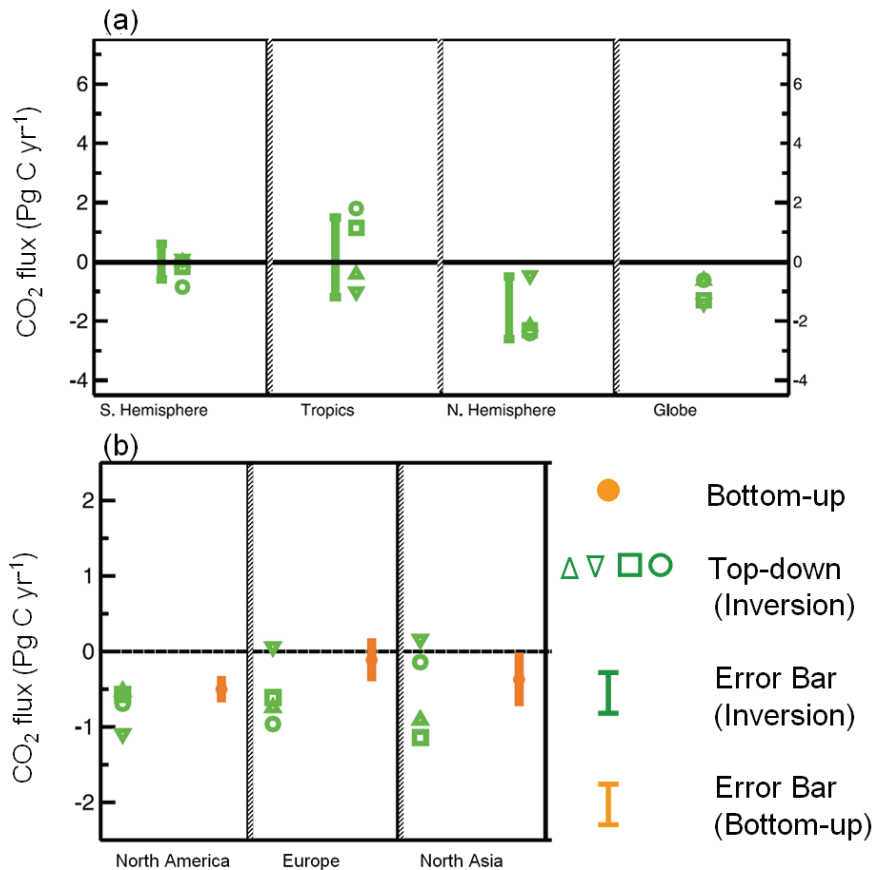 (a)
CO2 flux (Pg C yr-1)
6
4
2
0
-2
-4
6
4
2
0
-2
-4
S. Hemisphere
Tropics
N. Hemisphere
Globe
(b)
CO2 flux (Pg C yr-1)
2
1
0
-1
-2
North America
Europe
North Asia
Bottom-up
Top-down
(Inversion)
Error Bar
(Inversion)
Error Bar
(Bottom-up)